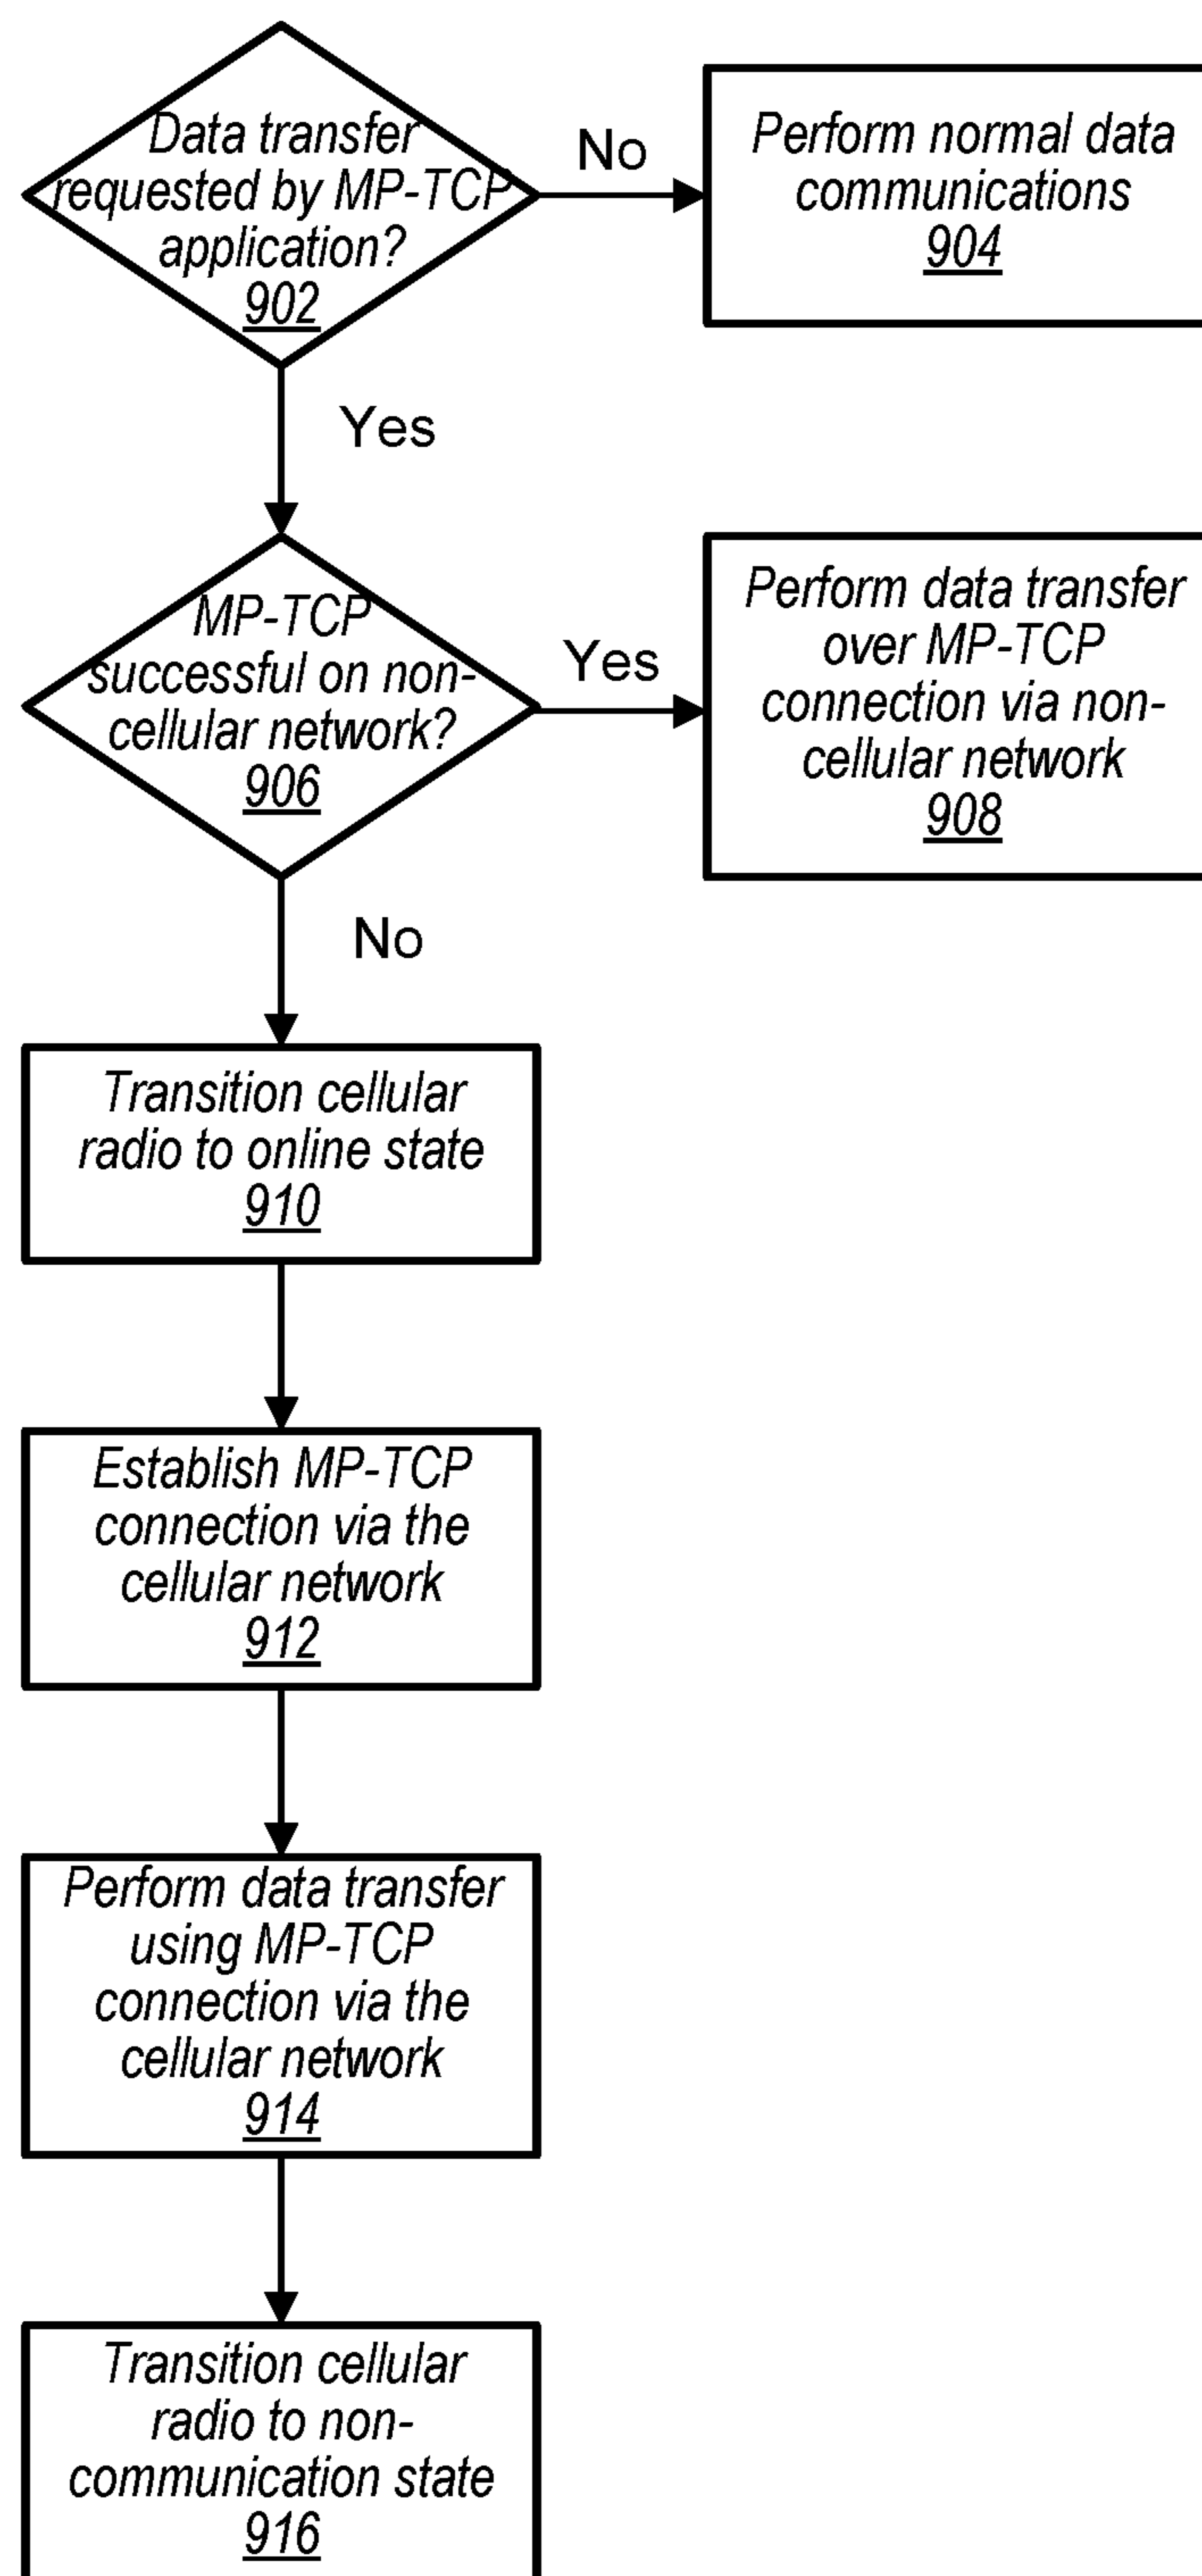 Data transfer
requested by MP-TCP
application?
902
No
Perform normal data
communications
904
Yes
MP-TCP
successful on non-
cellular network?
906
Yes
Perform data transfer
over MP-TCP
connection via non-
cellular network
908
No
Transition cellular
radio to online state
910
Establish MP-TCP
connection via the
cellular network
912
Perform data transfer
using MP-TCP
connection via the
cellular network
914
Transition cellular
radio to non-
communication state
916